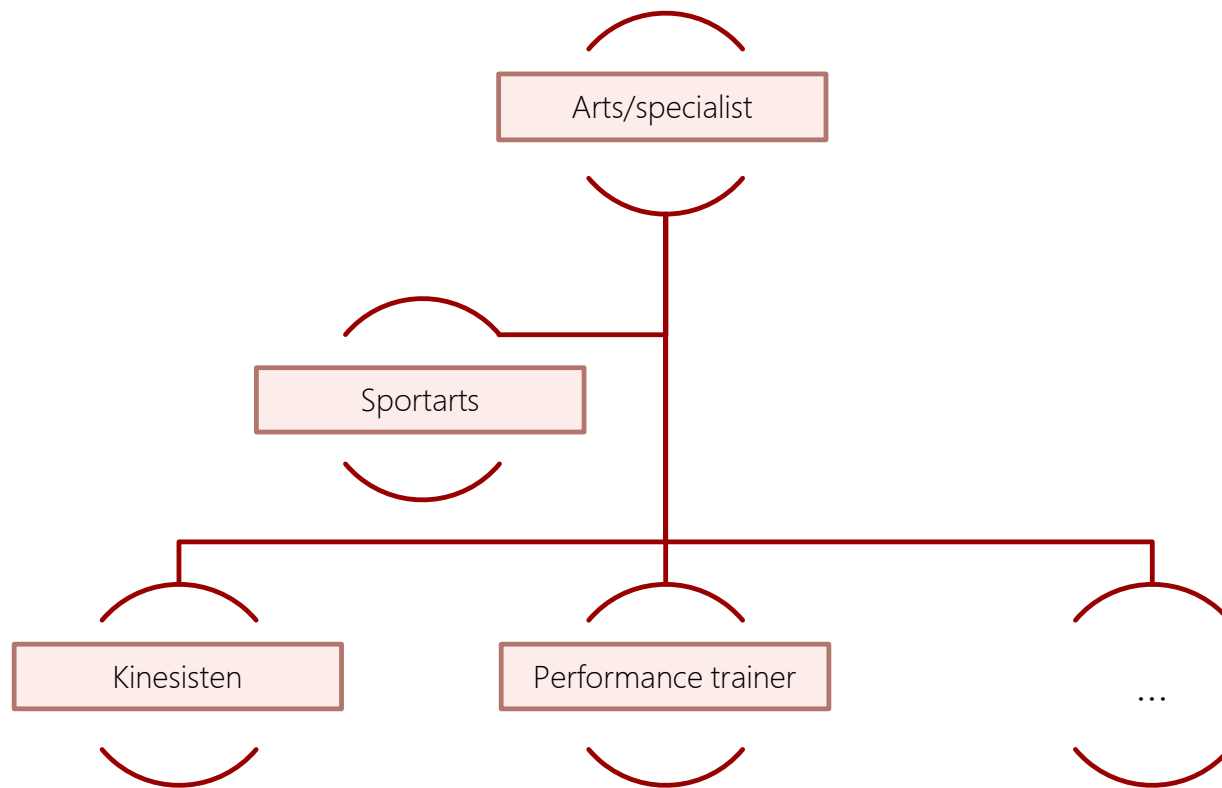 Arts/specialist
Sportarts
Kinesisten
Performance trainer
...